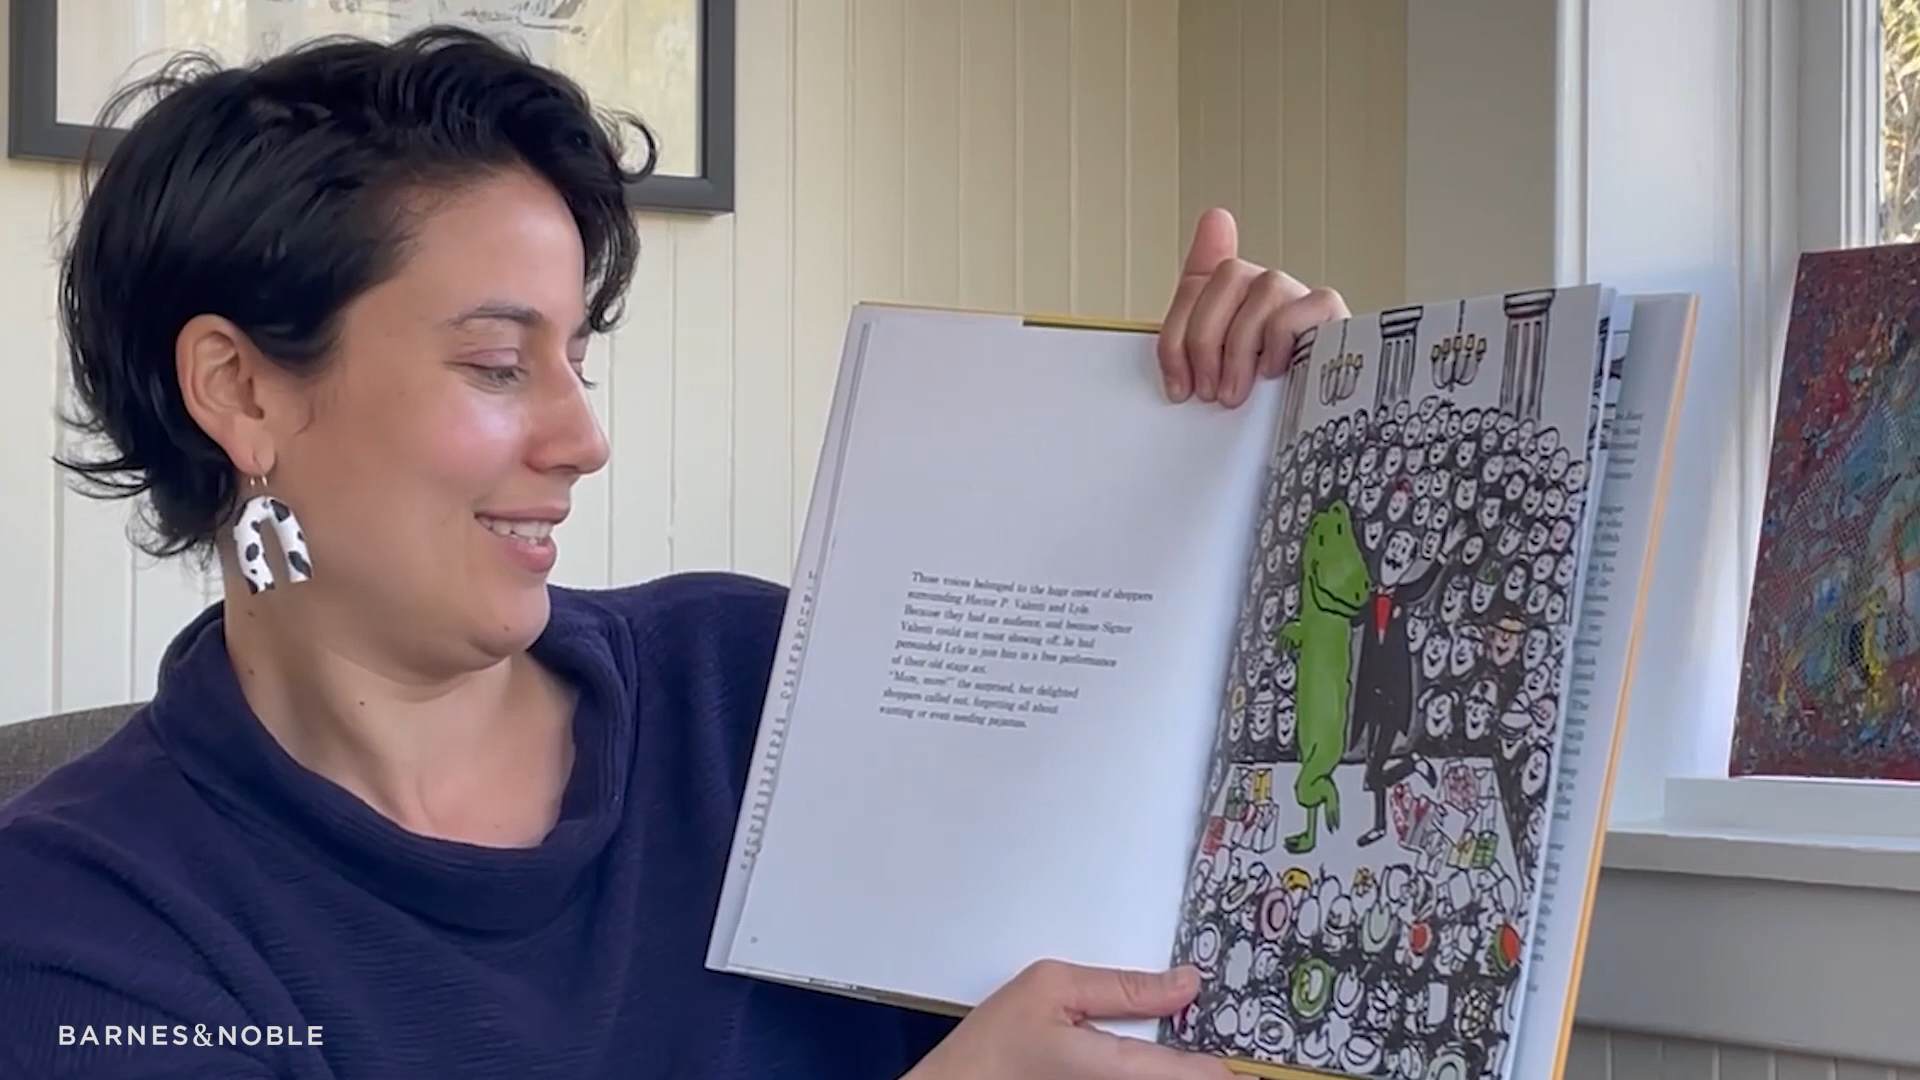 Those voices belonged to the huge crowd of shoppers
surrounding Hector P. Valenti and Lyle.
Because they had an audience, and because Signor
Valenti could not resist showing off, he had
persuaded Lyle to join him in a free performance
of their old stage act.
"More, more!" the surprised, but delighted
shoppers called out, forgetting all about
wanting or even needing pajamas.
BARNES&NOBLE